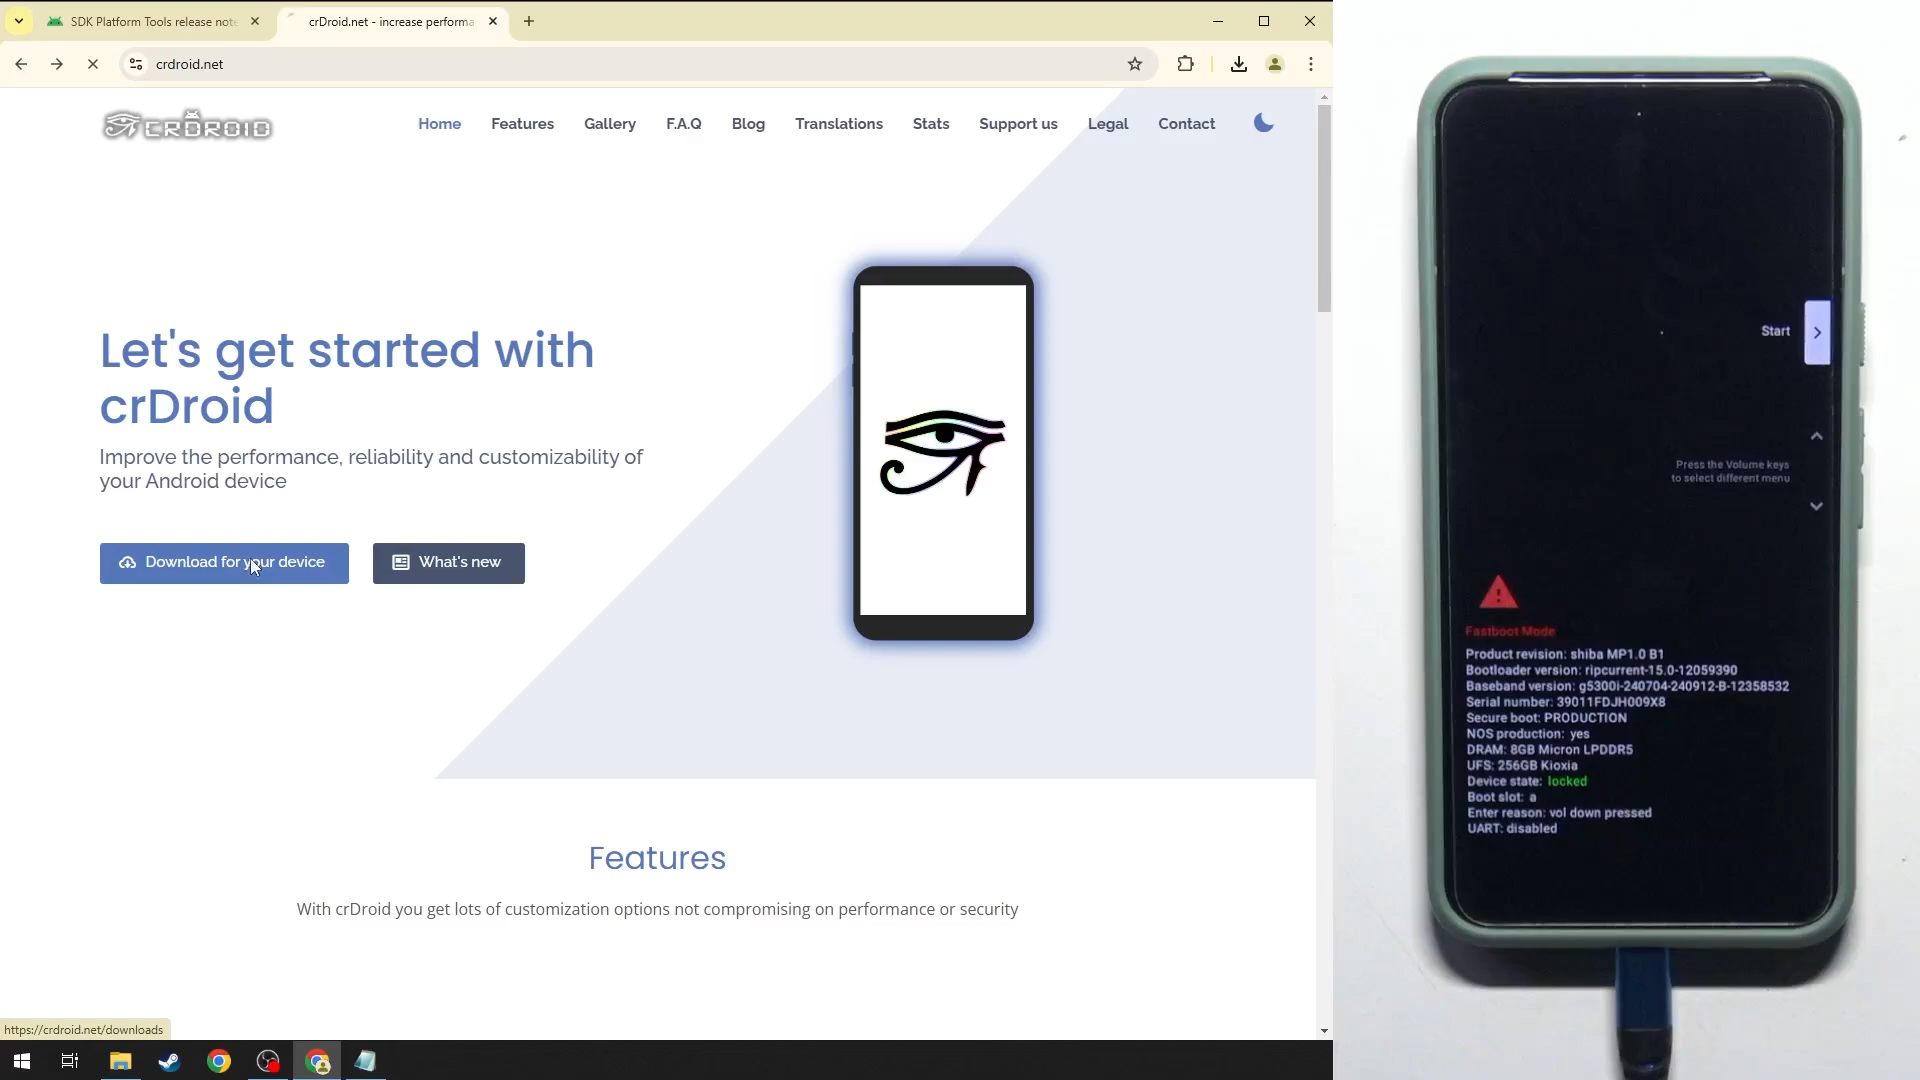 SDK Platform Tools release note
crDroid.net - increase performa
crdroid.net
CRDROID
Home
Features
Gallery
F.A.Q
Blog
Translations
Stats
Support us
Legal
Contact
Let's get started with
crDroid
Improve the performance, reliability and customizability of
your Android device
Download for your device
What's new
Features
With crDroid you get lots of customization options not compromising on performance or security
https://crdroid.net/downloads
Start
Press the Volume keys
to select different menu
Fastboot Mode
Product revision: shiba MP1.0 B1
Bootloader version: ripcurrent-15.0-12059390
Baseband version: g5300i-240704-240912-B-12358532
Serial number: 39011FDJH009X8
Secure boot: PRODUCTION
NOS production: yes
DRAM: 8GB Micron LPDDR5
UFS: 256GB Kioxia
Device state: locked
Boot slot: a
Enter reason: vol down pressed
UART: disabled